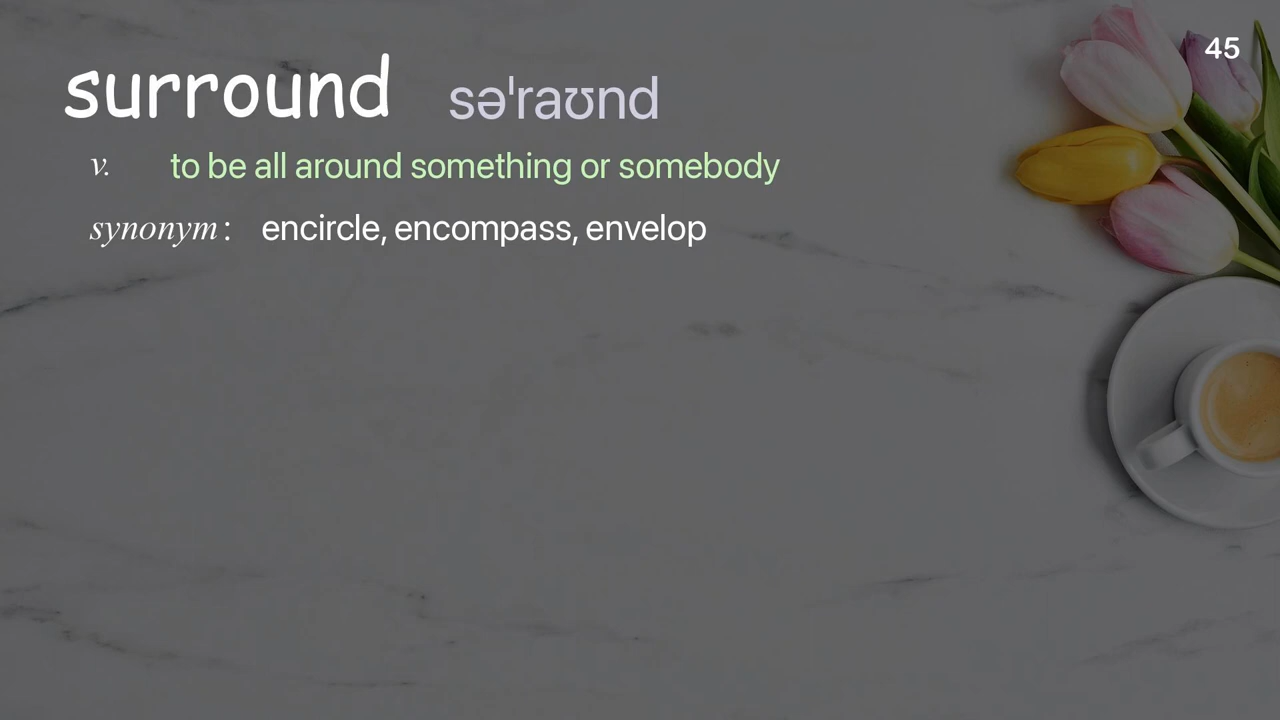 45
surround səˈraʊnd
v. to be all around something or somebody
synonym: encircle, encompass, envelop